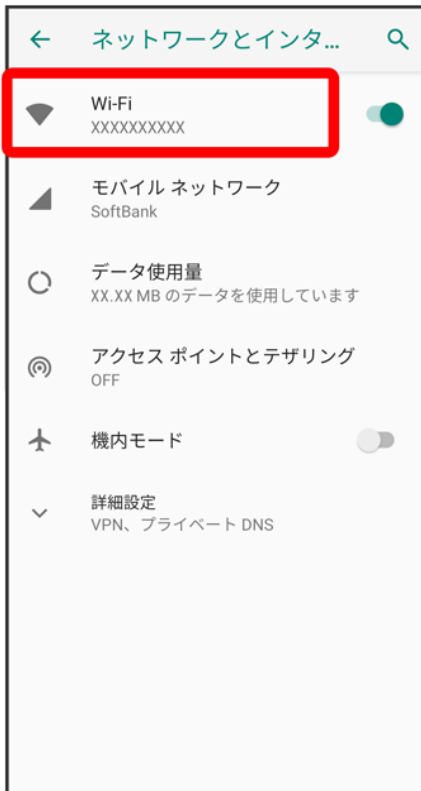 ネットワークとインタ...
Wi-Fi
XXXXXXXXXX
モバイル ネットワーク
SoftBank
データ使用量
XX.XX MB のデータを使用しています
アクセス ポイントとテザリング
OFF
機内モード
詳細設定
VPN、プライベート DNS